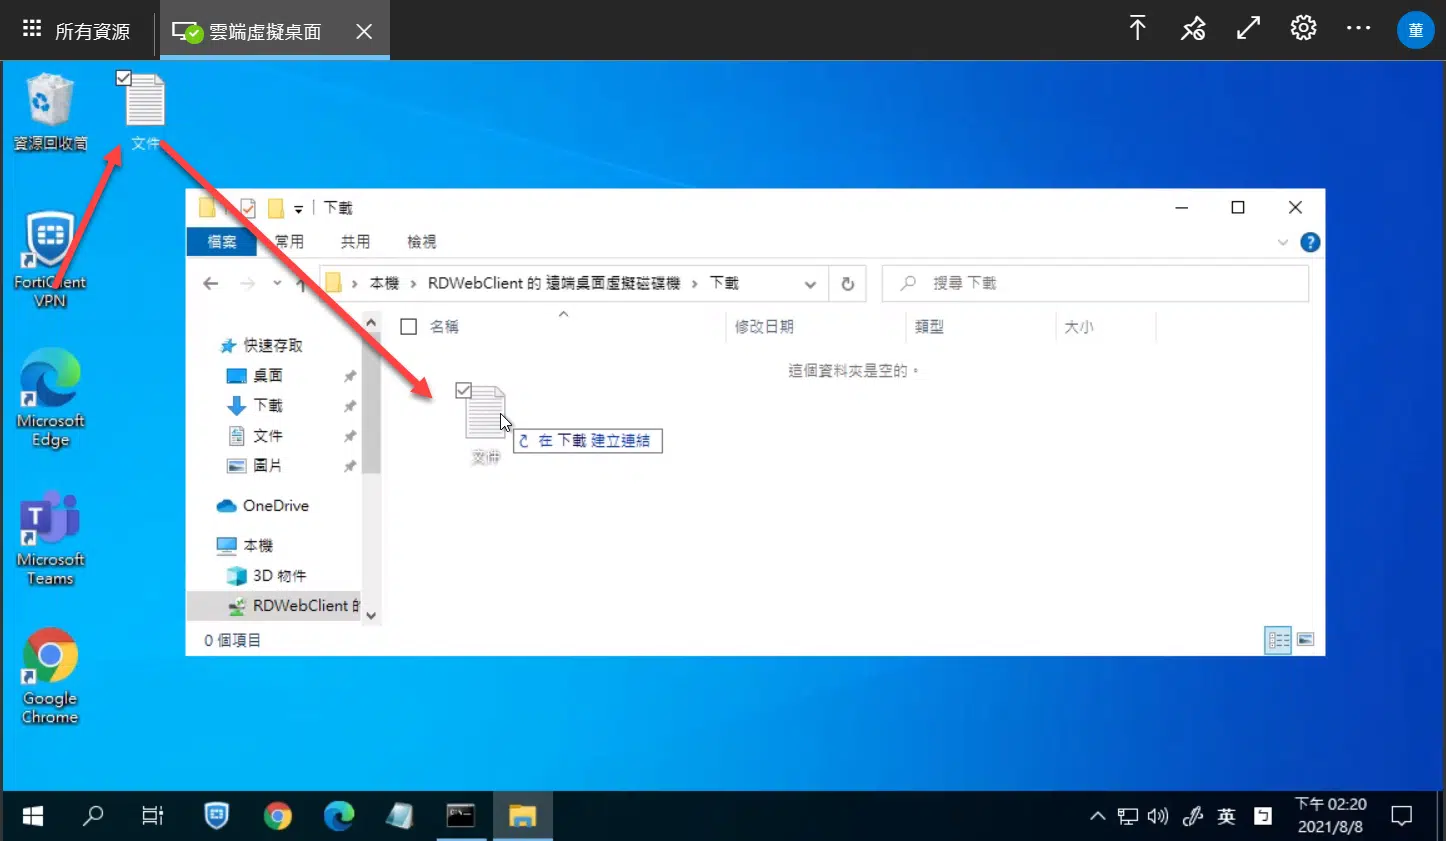 所有資源
雲端虛擬桌面
董
資源回收筒
文件
FortiClient
VPN
Microsoft
Edge
Microsoft
Teams
Google
Chrome
下載
檔案
常用
共用
檢視
本機 › RDWebClient 的 遠端桌面虛擬磁碟機 › 下載
搜尋 下載
名稱
修改日期
類型
大小
這個資料夾是空的。
快速存取
桌面
下載
文件
圖片
OneDrive
本機
3D 物件
RDWebClient 的
文件
在 下載 建立連結
0 個項目
英
ㄅ
下午 02:20
2021/8/8